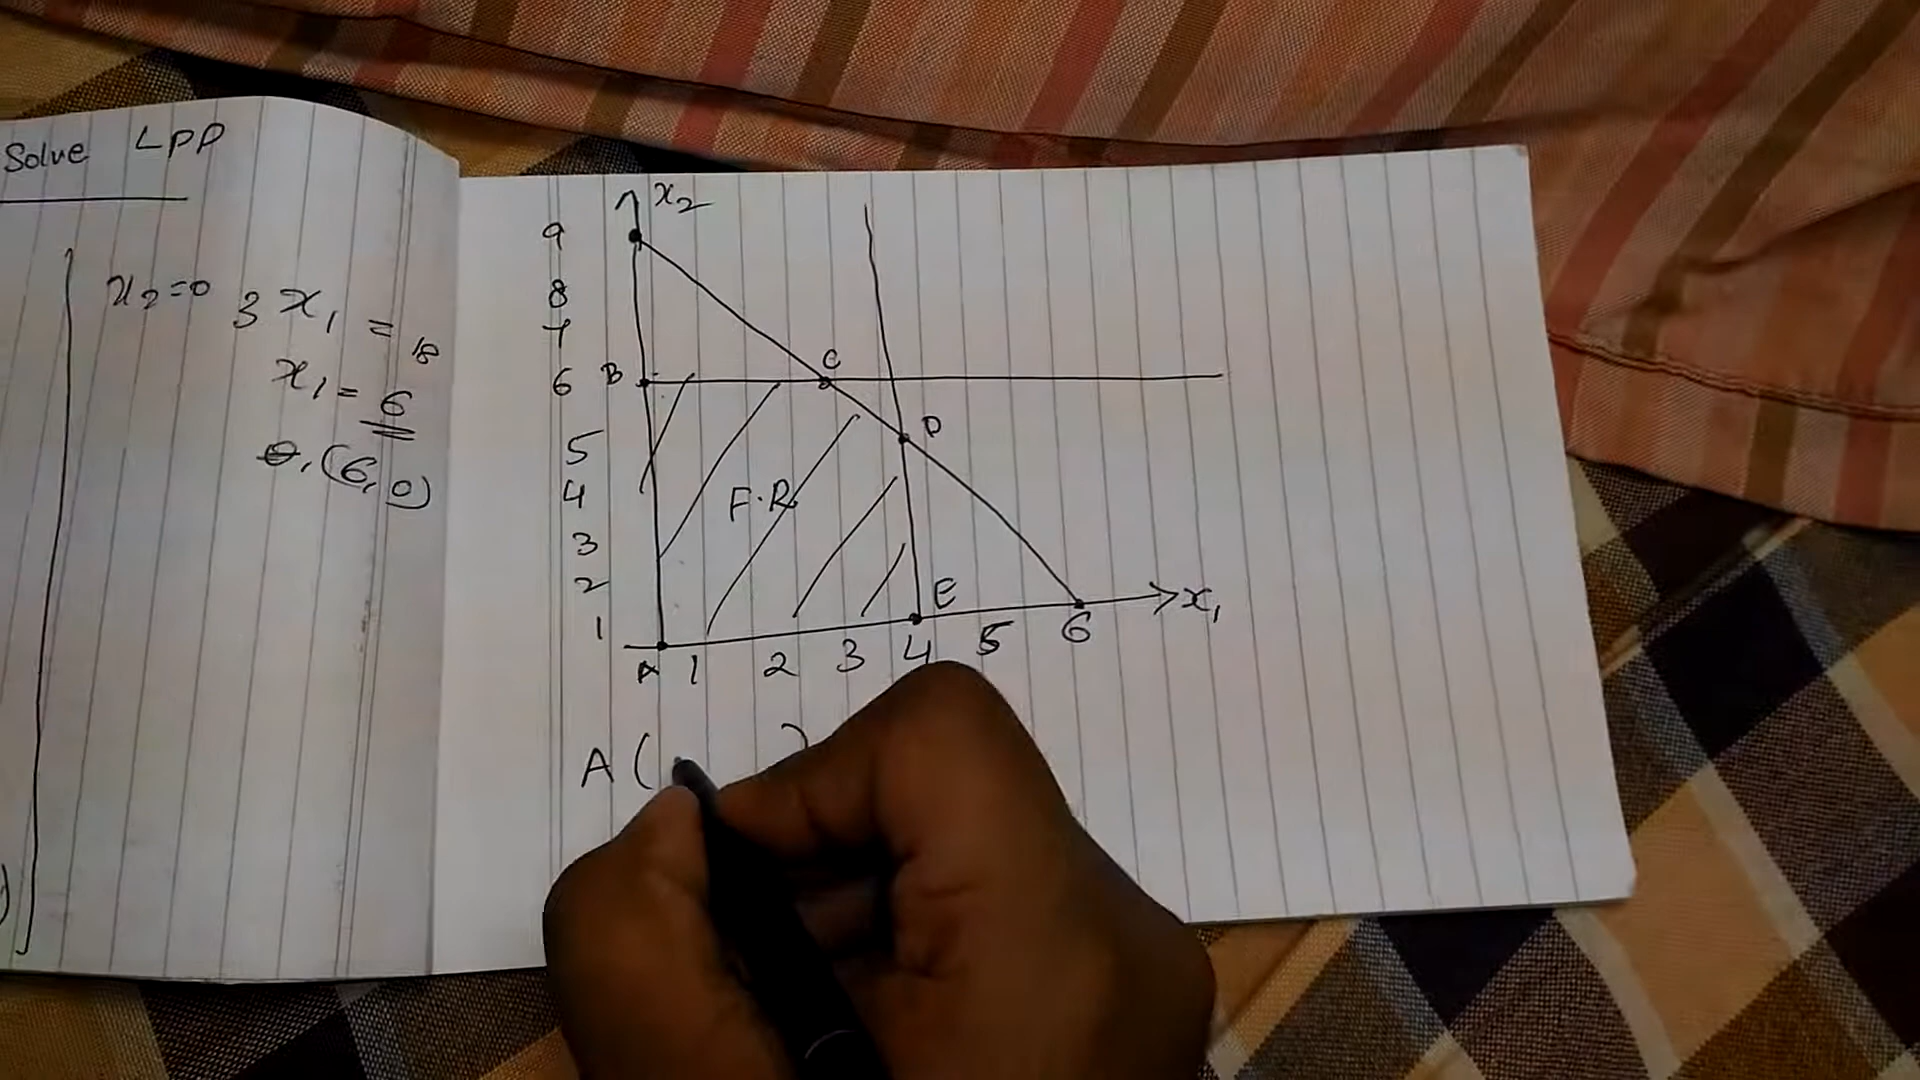 Solve LPP
x₂=0 3x₁ = 18
x₁ = 6
(6, 0)
x₂
9
8
7
6 B C
5 D
4 F.R
3
2 E
1 x₁
A 1 2 3 4 5 6
A (
)